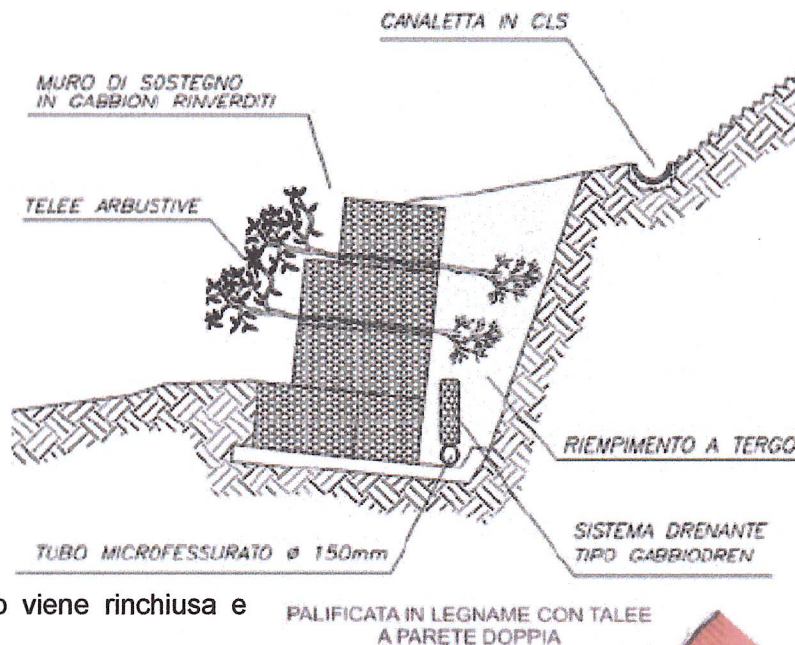 CANALETTA IN CLS
MURO DI SOSTEGNO
IN GABBIONI RINVERDITI
TELEE ARBUSTIVE
RIEMPIMENTO A TERGO
SISTEMA DRENANTE
TIPO GABBIODREN
TUBO MICROFESSURATO ø 150mm
viene rinchiusa e
PALIFICATA IN LEGNAME CON TALEE
A PARETE DOPPIA